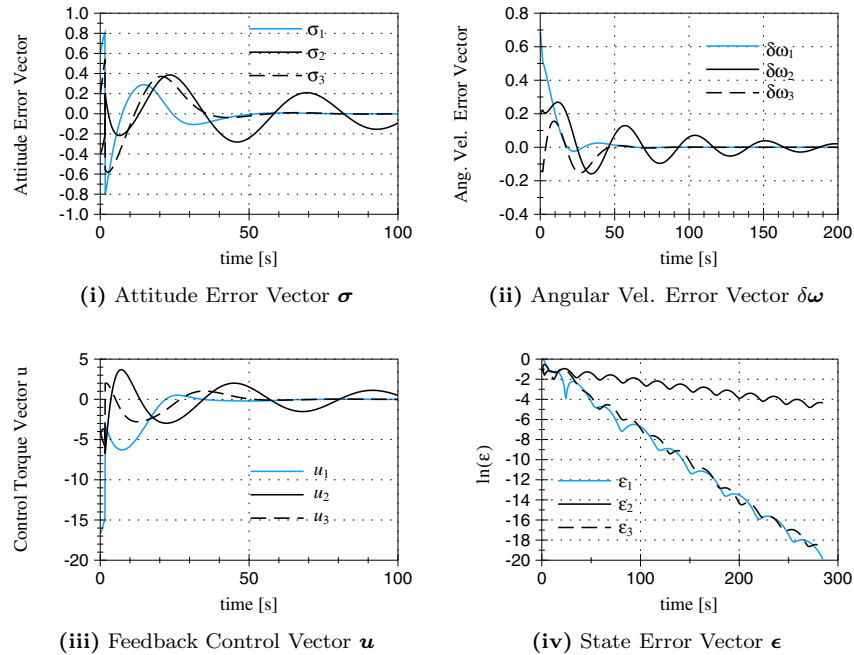 Attitude Error Vector
1.0
0.8
0.6
0.4
0.2
0.0
-0.2
-0.4
-0.6
-0.8
-1.0
σ1
σ2
σ3
0 50 100
time [s]
(i) Attitude Error Vector σ
Ang. Vel. Error Vector
0.8
0.6
0.4
0.2
0.0
-0.2
-0.4
δω1
δω2
δω3
0 50 100 150 200
time [s]
(ii) Angular Vel. Error Vector δω
Control Torque Vector u
5
0
-5
-10
-15
-20
u1
u2
u3
0 50 100
time [s]
(iii) Feedback Control Vector u
ln(ε)
0
-2
-4
-6
-8
-10
-12
-14
-16
-18
-20
ε1
ε2
ε3
0 100 200 300
time [s]
(iv) State Error Vector ϵ